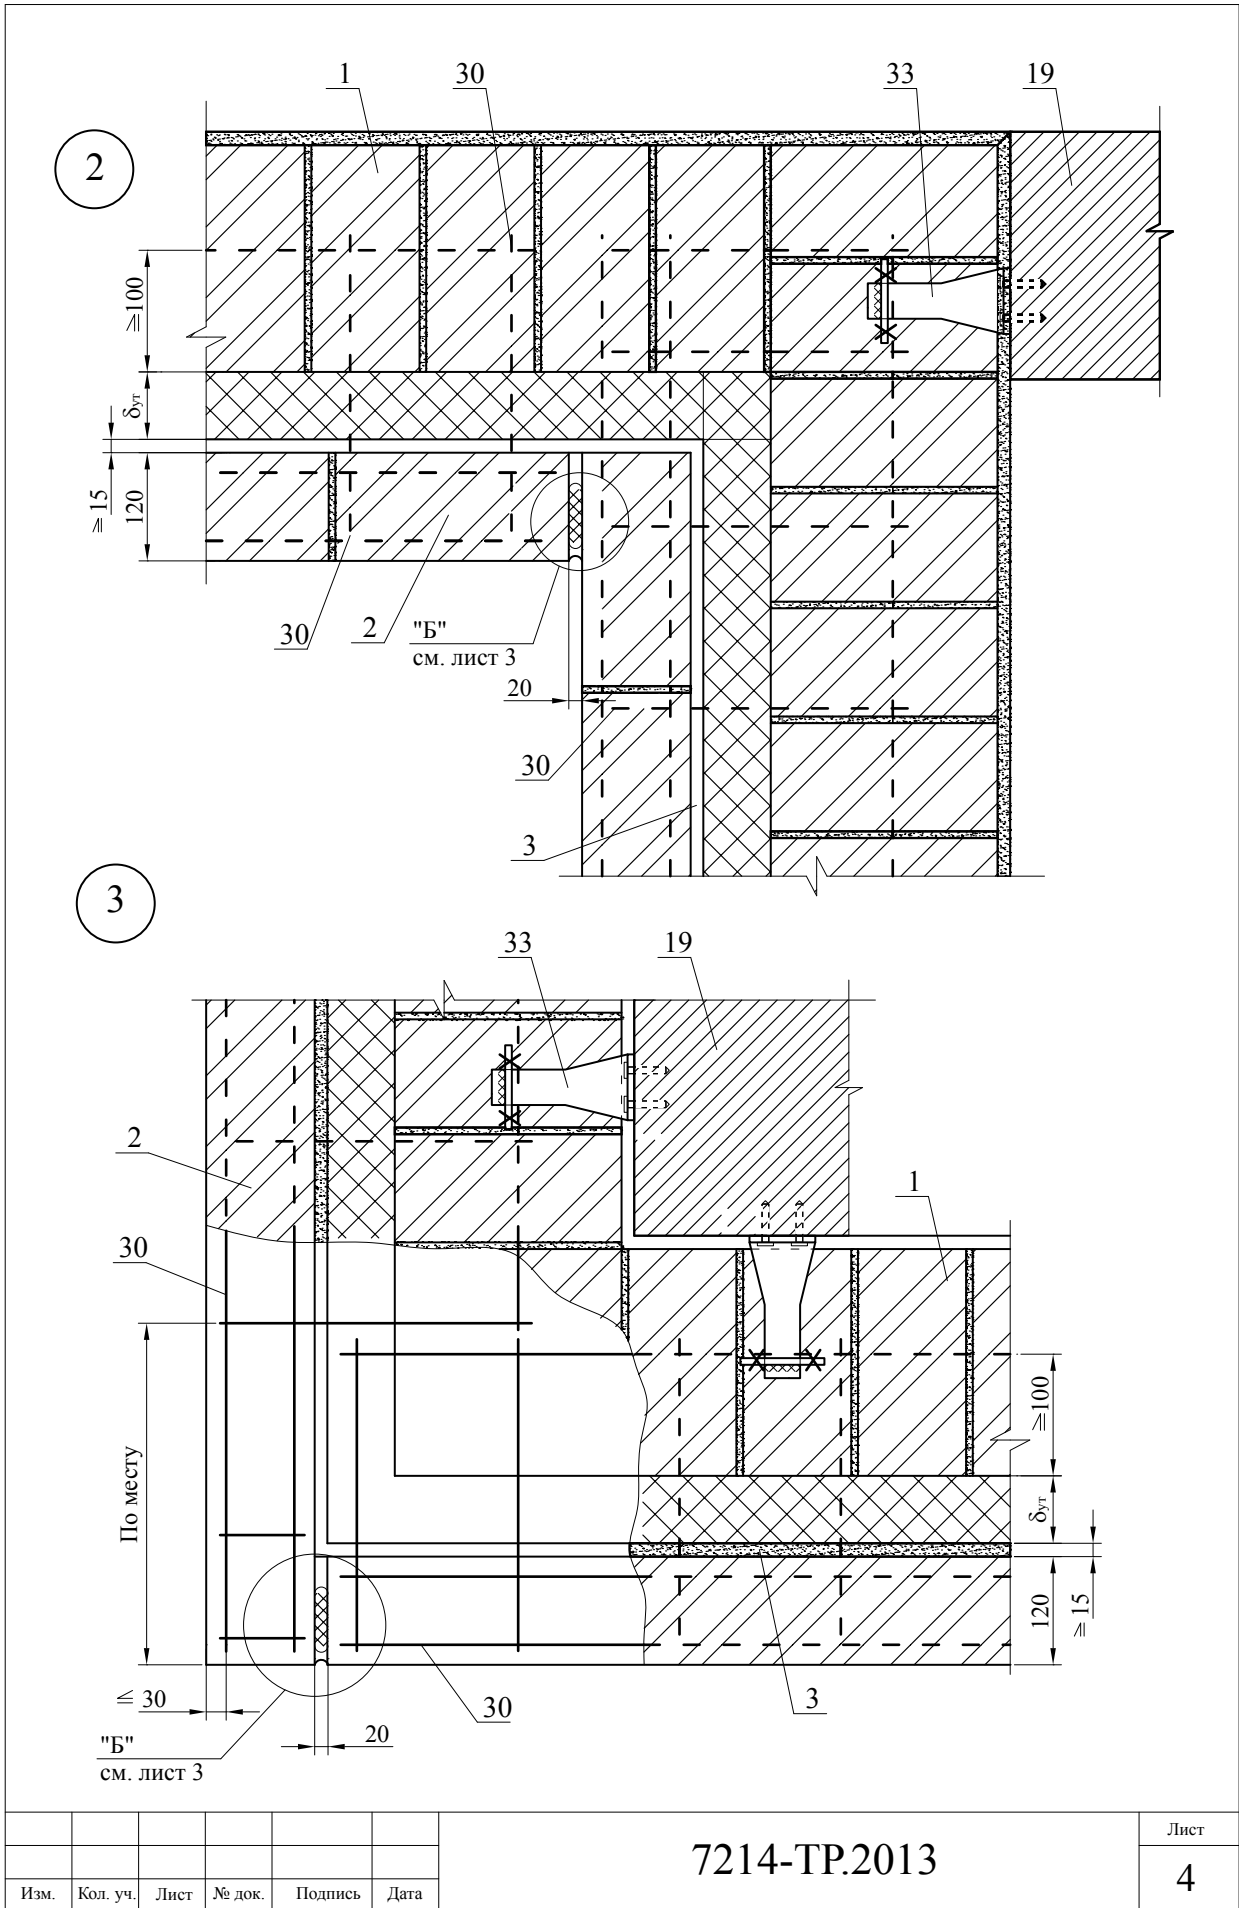 1
30
33
19
2
≥100
δут
≥15
120
30
2
"Б"
см. лист 3
20
30
3
3
33
19
2
1
30
≥100
По месту
δут
120
≥15
≤ 30
30
3
"Б"
см. лист 3
20
Изм.
Кол. уч.
Лист
№ док.
Подпись
Дата
7214-ТР.2013
Лист
4